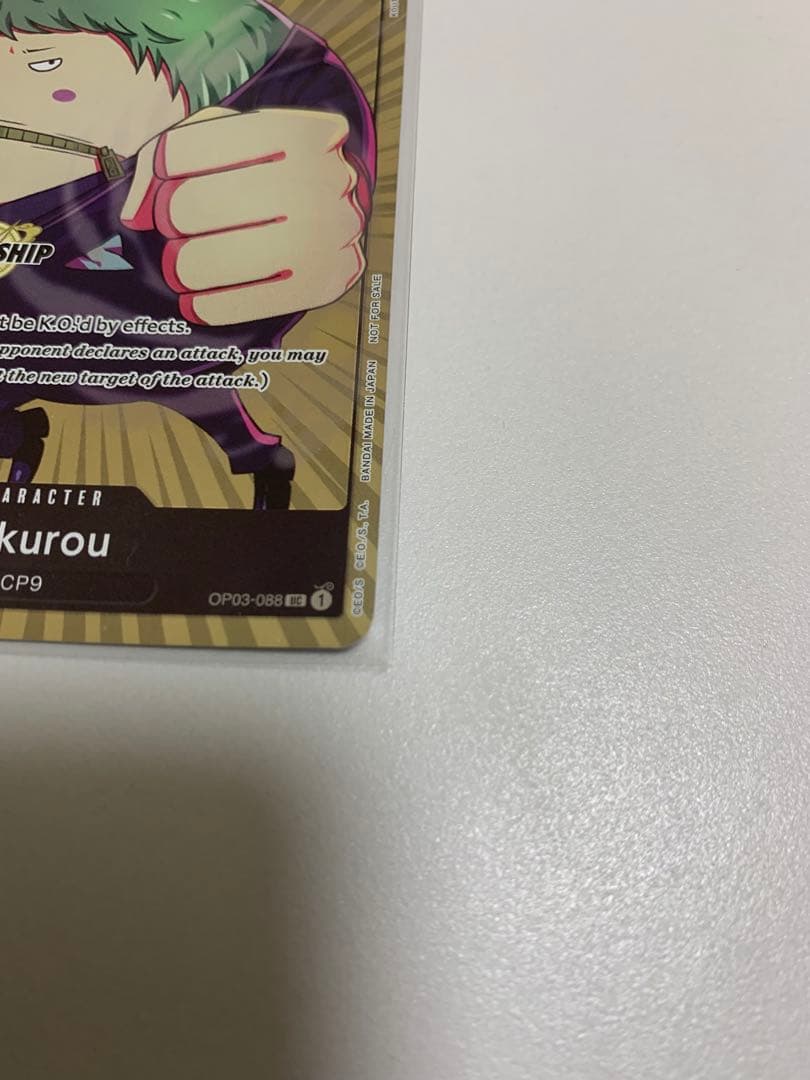 SHIP
t be K.O.'d by effects.
pponent declares an attack, you may
t the new target of the attack.)
ARACTER
kurou
CP9
OP03-088 UC 1
©E.O/S ©E.O/S., T.A. BANDAI MADE IN JAPAN NOT FOR SALE